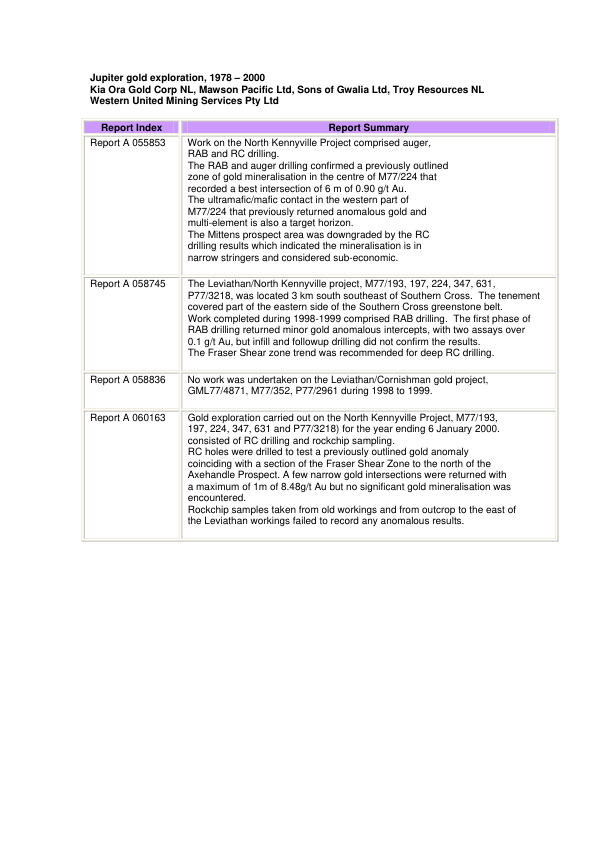 Jupiter gold exploration, 1978 – 2000
Kia Ora Gold Corp NL, Mawson Pacific Ltd, Sons of Gwalia Ltd, Troy Resources NL
Western United Mining Services Pty Ltd
Report Index
Report Summary
Report A 055853
Work on the North Kennyville Project comprised auger,
RAB and RC drilling.
The RAB and auger drilling confirmed a previously outlined
zone of gold mineralisation in the centre of M77/224 that
recorded a best intersection of 6 m of 0.90 g/t Au.
The ultramafic/mafic contact in the western part of
M77/224 that previously returned anomalous gold and
multi-element is also a target horizon.
The Mittens prospect area was downgraded by the RC
drilling results which indicated the mineralisation is in
narrow stringers and considered sub-economic.
Report A 058745
The Leviathan/North Kennyville project, M77/193, 197, 224, 347, 631,
P77/3218, was located 3 km south southeast of Southern Cross. The tenement
covered part of the eastern side of the Southern Cross greenstone belt.
Work completed during 1998-1999 comprised RAB drilling. The first phase of
RAB drilling returned minor gold anomalous intercepts, with two assays over
0.1 g/t Au, but infill and followup drilling did not confirm the results.
The Fraser Shear zone trend was recommended for deep RC drilling.
Report A 058836
No work was undertaken on the Leviathan/Cornishman gold project,
GML77/4871, M77/352, P77/2961 during 1998 to 1999.
Report A 060163
Gold exploration carried out on the North Kennyville Project, M77/193,
197, 224, 347, 631 and P77/3218) for the year ending 6 January 2000.
consisted of RC drilling and rockchip sampling.
RC holes were drilled to test a previously outlined gold anomaly
coinciding with a section of the Fraser Shear Zone to the north of the
Axehandle Prospect. A few narrow gold intersections were returned with
a maximum of 1m of 8.48g/t Au but no significant gold mineralisation was
encountered.
Rockchip samples taken from old workings and from outcrop to the east of
the Leviathan workings failed to record any anomalous results.